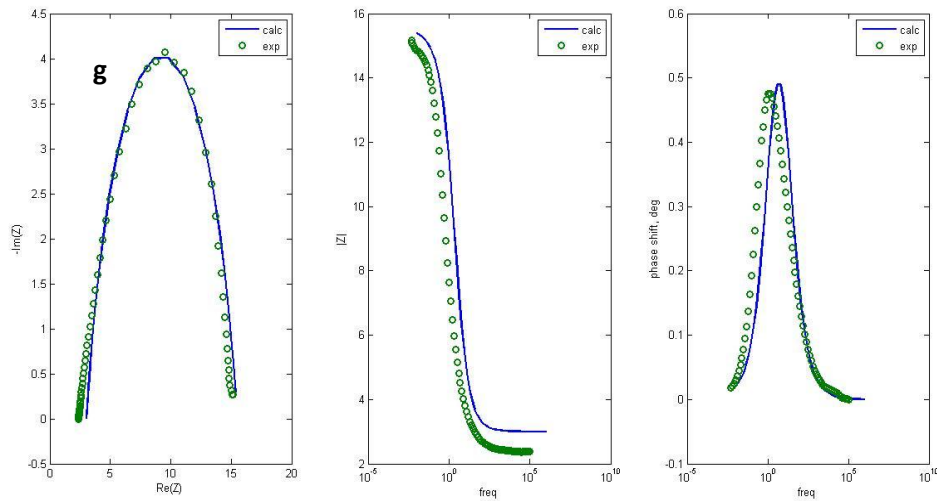 -4.5
4
3.5
3
2.5
2
1.5
1
0.5
0
-0.5
0 5 10 15 20
-Im(Z)
Re(Z)
g
calc
exp
16
14
12
10
8
6
4
2
10^-5 10^0 10^5 10^10
|Z|
freq
calc
exp
0.6
0.5
0.4
0.3
0.2
0.1
0
-0.1
10^-5 10^0 10^5 10^10
phase shift, deg
freq
calc
exp